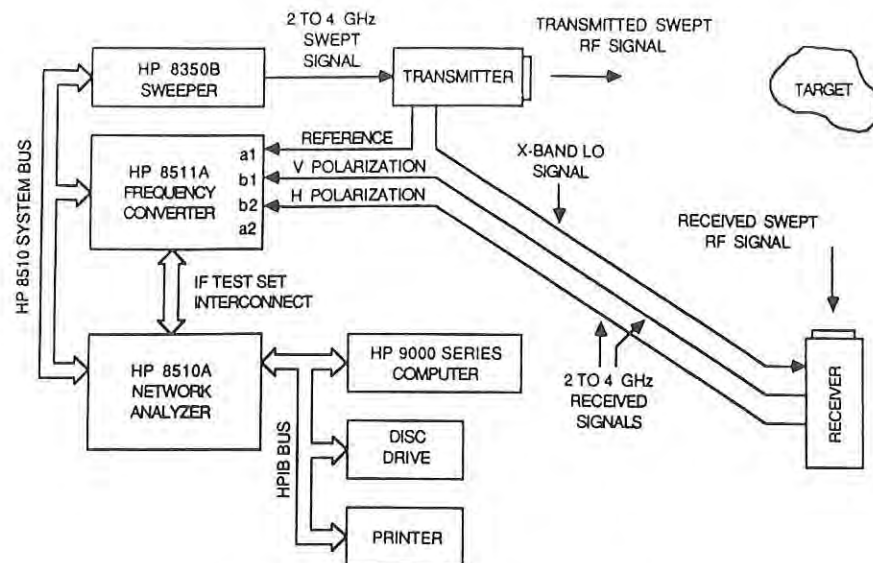 2 TO 4 GHz
SWEPT
SIGNAL
TRANSMITTED SWEPT
RF SIGNAL
HP 8350B
SWEEPER
TRANSMITTER
TARGET
HP 8510 SYSTEM BUS
HP 8511A
FREQUENCY
CONVERTER
a1
b1
b2
a2
REFERENCE
V POLARIZATION
H POLARIZATION
X-BAND LO
SIGNAL
RECEIVED SWEPT
RF SIGNAL
IF TEST SET
INTERCONNECT
HP 8510A
NETWORK
ANALYZER
HP 9000 SERIES
COMPUTER
2 TO 4 GHz
RECEIVED
SIGNALS
RECEIVER
HPIB BUS
DISC
DRIVE
PRINTER